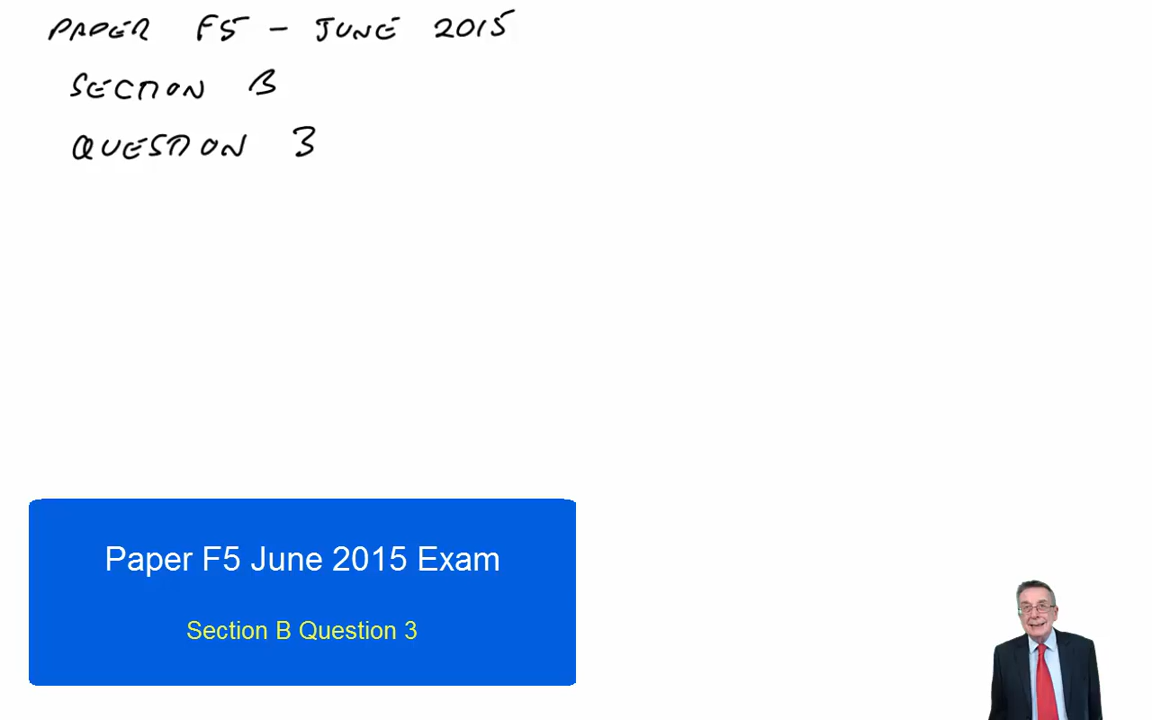 PAPER F5 - JUNE 2015
SECTION B
QUESTION 3
Paper F5 June 2015 Exam
Section B Question 3